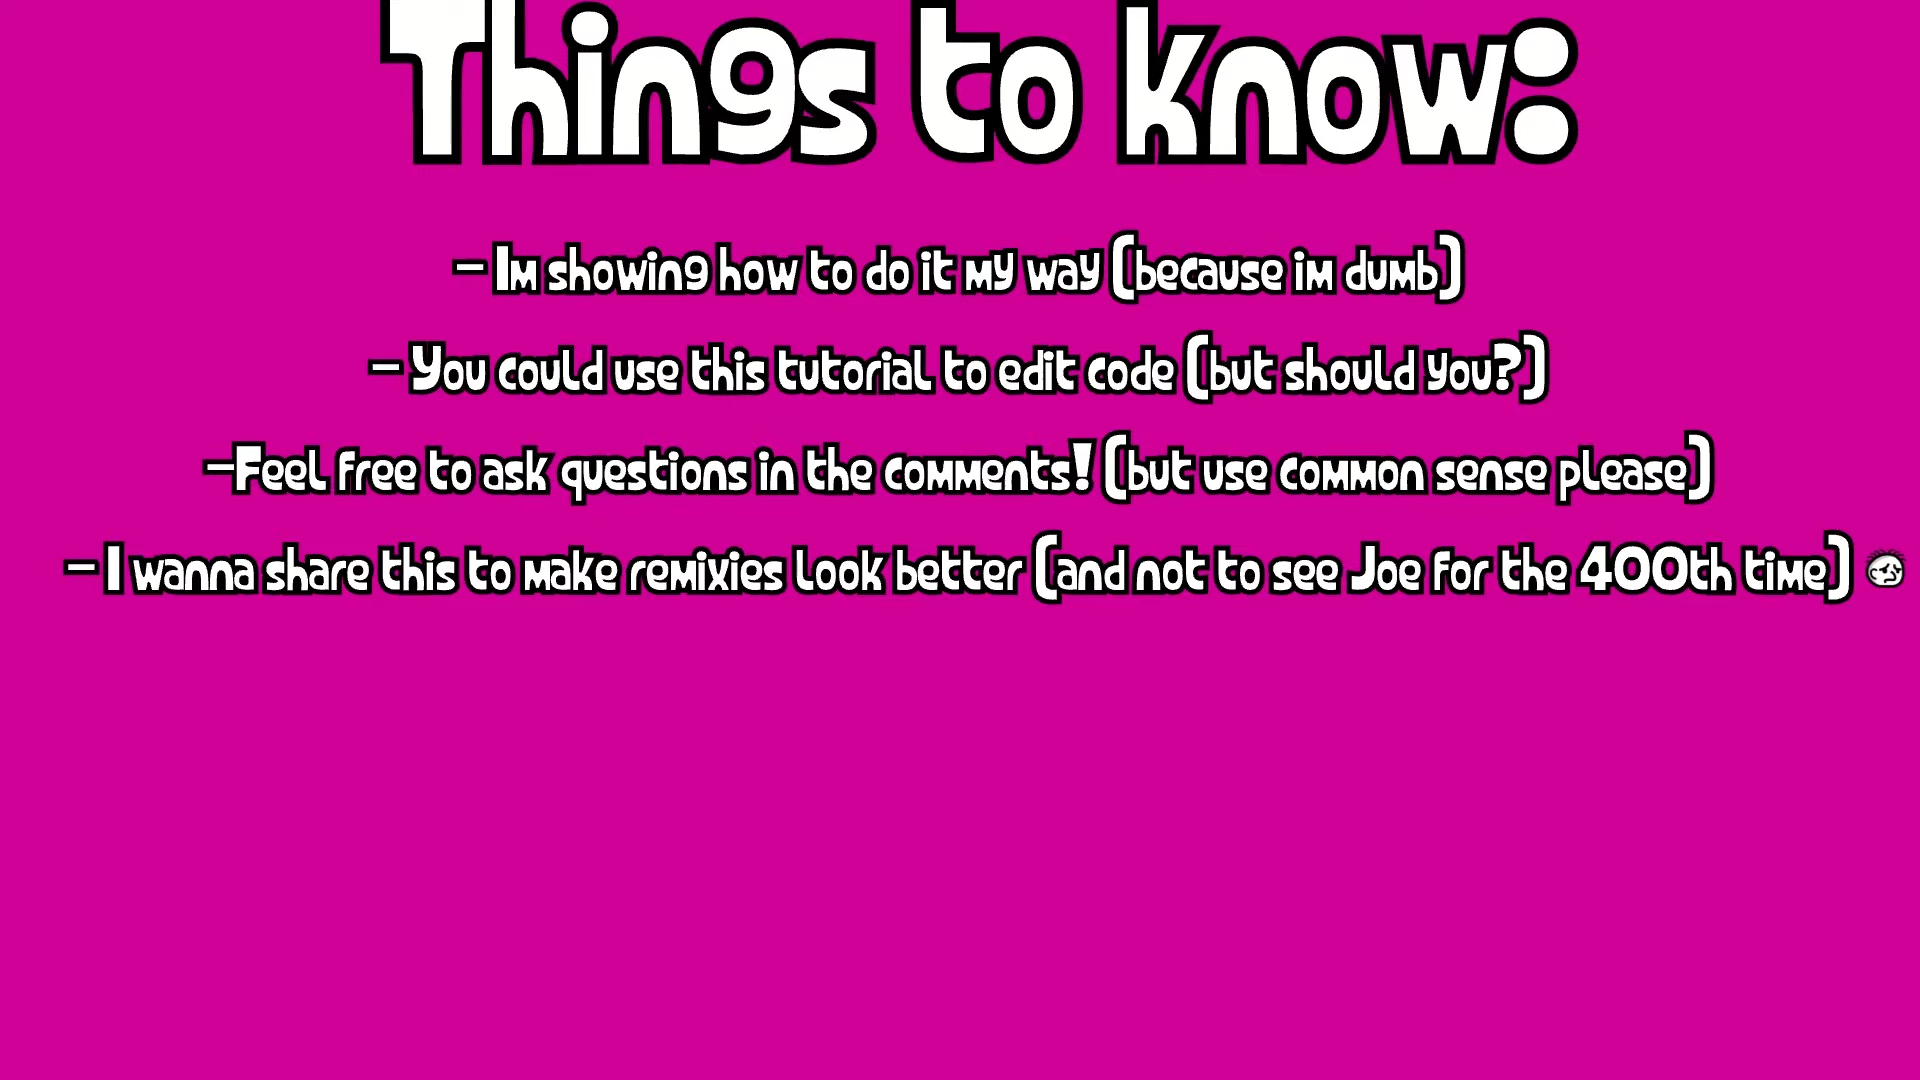 Things to know:
- Im showing how to do it my way (because im dumb)
- You could use this tutorial to edit code (but should you?)
-Feel free to ask questions in the comments! (but use common sense please)
- I wanna share this to make remixies look better (and not to see Joe for the 400th time)